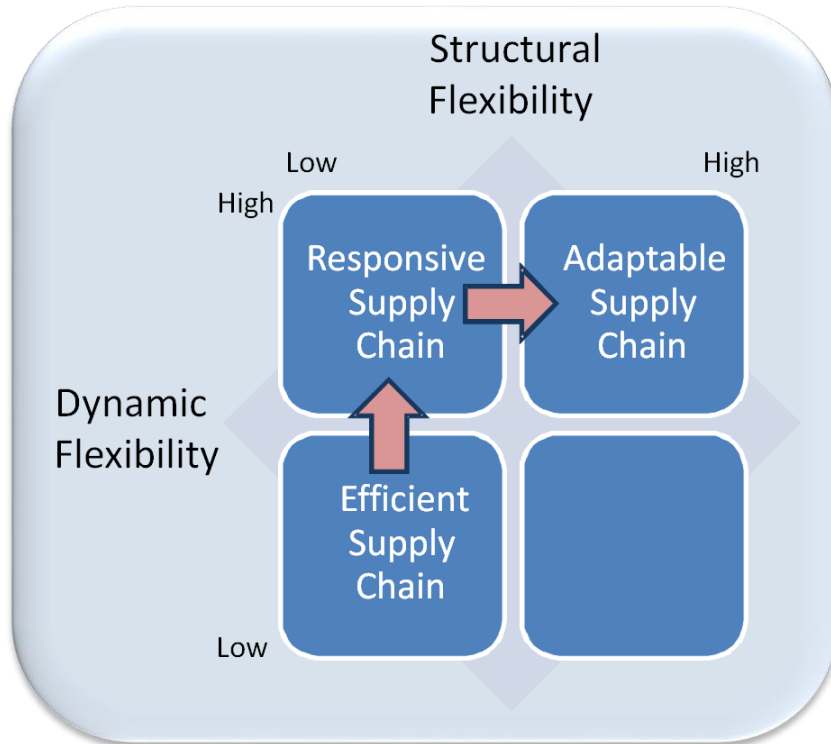 Structural
Flexibility
Low
High
High
Responsive
Supply
Chain
Adaptable
Supply
Chain
Dynamic
Flexibility
Efficient
Supply
Chain
Low